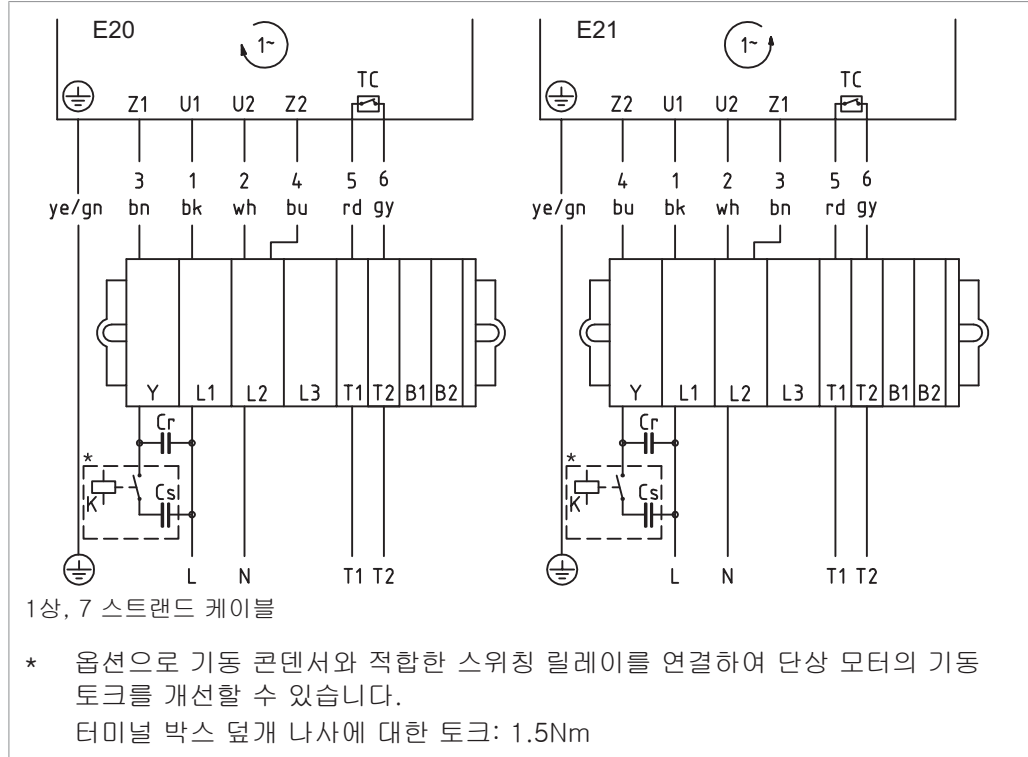 E20
1~
TC
Z1 U1 U2 Z2
3 1 2 4 5 6
ye/gn bn bk wh bu rd gy
Y L1 L2 L3 T1 T2 B1 B2
Cr
*
K Cs
L N T1 T2
E21
1~
TC
Z2 U1 U2 Z1
4 1 2 3 5 6
ye/gn bu bk wh bn rd gy
Y L1 L2 L3 T1 T2 B1 B2
Cr
*
K Cs
L N T1 T2
1상, 7 스트랜드 케이블
* 옵션으로 기동 콘덴서와 적합한 스위칭 릴레이를 연결하여 단상 모터의 기동
토크를 개선할 수 있습니다.
터미널 박스 덮개 나사에 대한 토크: 1.5Nm